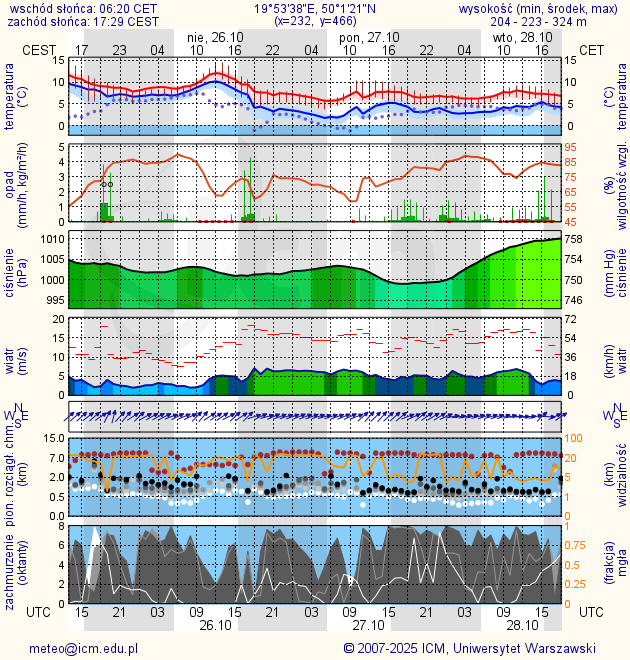 wschód słońca: 06:20 CET 19°53'38"E, 50°1'21"N wysokość (min, środek, max)
zachód słońca: 17:29 CEST (x=232, y=466) 204 - 223 - 324 m
nie, 26.10 pon, 27.10 wto, 28.10
CEST 17 23 04 10 16 22 04 10 16 22 04 10 16 CET
temperatura (°C)
15 10 5 0
15 10 5 0
temperatura (°C)
opad (mm/h, kg/m²/h)
5 4 3 2 1 0
95 85 75 65 55 45
(%) wilgotność wzgl.
ciśnienie (hPa)
1010 1005 1000 995
758 754 750 746
(mm Hg) ciśnienie
wiatr (m/s)
20 15 10 5 0
72 54 36 18 0
(km/h) wiatr
N W E S
N W E S
pion. rozciągł. chm. (km)
15.0 7.0 2.0 0.5 0.0
100 20 5 1 0
(km) widzialność
zachmurzenie (oktanty)
8 6 4 2 0
1 0.75 0.5 0.25 0
(frakcja) mgła
UTC 15 21 03 09 15 21 03 09 15 21 03 09 15 UTC
26.10 27.10 28.10
meteo@icm.edu.pl © 2007-2025 ICM, Uniwersytet Warszawski